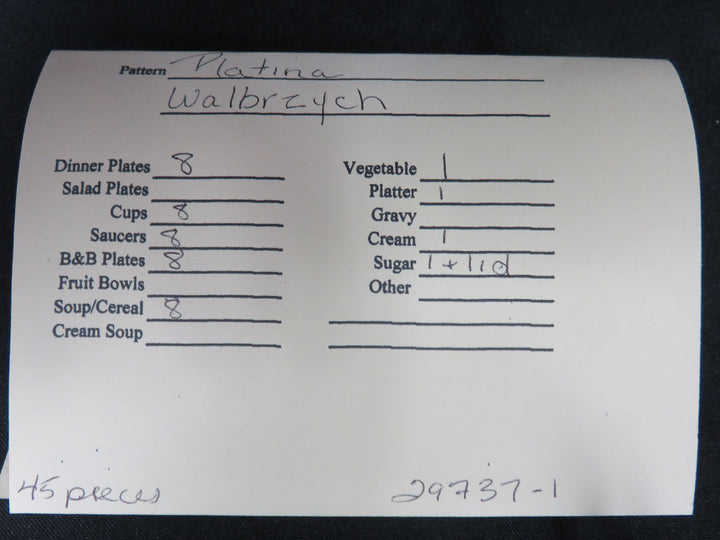 Pattern Platina
Walbrzych
Dinner Plates 8
Salad Plates
Cups 8
Saucers 8
B&B Plates 8
Fruit Bowls
Soup/Cereal 8
Cream Soup
Vegetable 1
Platter 1
Gravy
Cream 1
Sugar 1 + lid
Other
45 pieces
29737-1